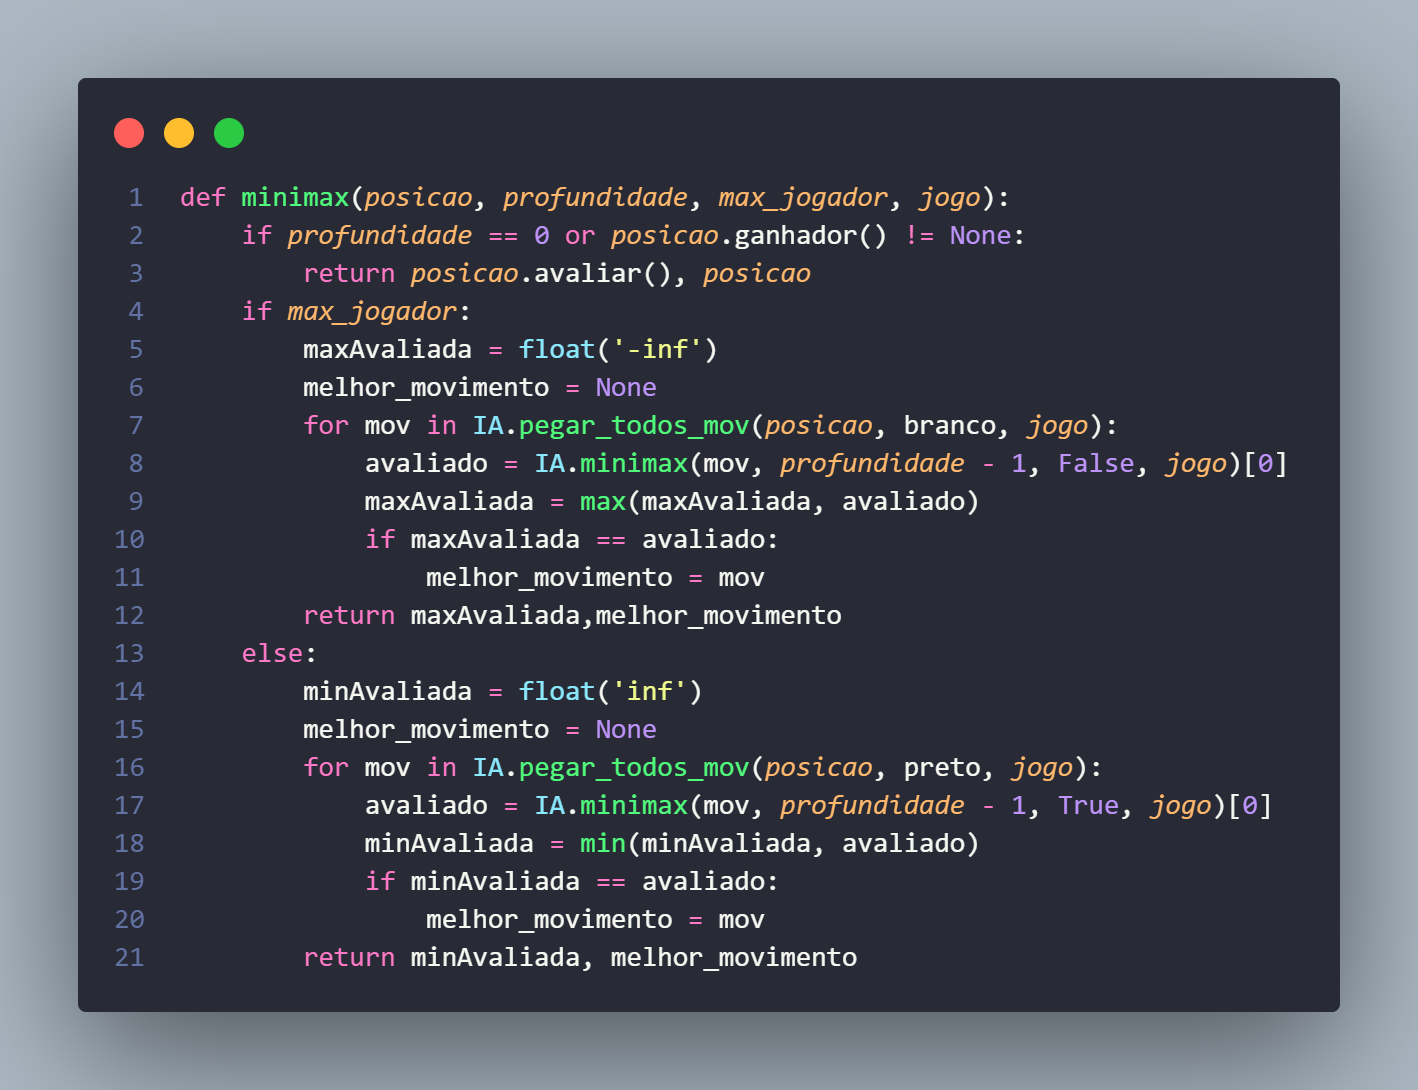 1 def minimax(posicao, profundidade, max_jogador, jogo):
2     if profundidade == 0 or posicao.ganhador() != None:
3         return posicao.avaliar(), posicao
4     if max_jogador:
5         maxAvaliada = float('-inf')
6         melhor_movimento = None
7         for mov in IA.pegar_todos_mov(posicao, branco, jogo):
8             avaliado = IA.minimax(mov, profundidade - 1, False, jogo)[0]
9             maxAvaliada = max(maxAvaliada, avaliado)
10             if maxAvaliada == avaliado:
11                 melhor_movimento = mov
12         return maxAvaliada,melhor_movimento
13     else:
14         minAvaliada = float('inf')
15         melhor_movimento = None
16         for mov in IA.pegar_todos_mov(posicao, preto, jogo):
17             avaliado = IA.minimax(mov, profundidade - 1, True, jogo)[0]
18             minAvaliada = min(minAvaliada, avaliado)
19             if minAvaliada == avaliado:
20                 melhor_movimento = mov
21         return minAvaliada, melhor_movimento